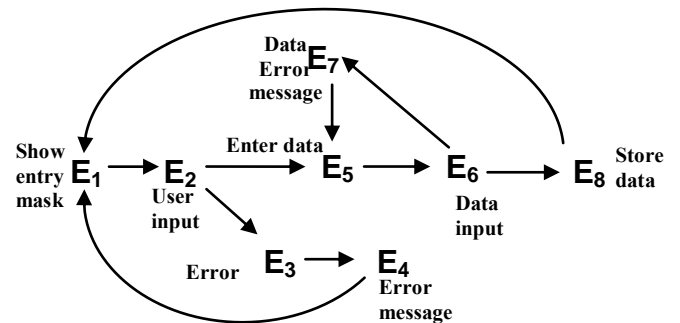 Data
Error
message
E7
Show
entry
mask
E1
E2
User
input
Enter data
E5
E6
Data
input
E8
Store
data
Error
E3
E4
Error
message